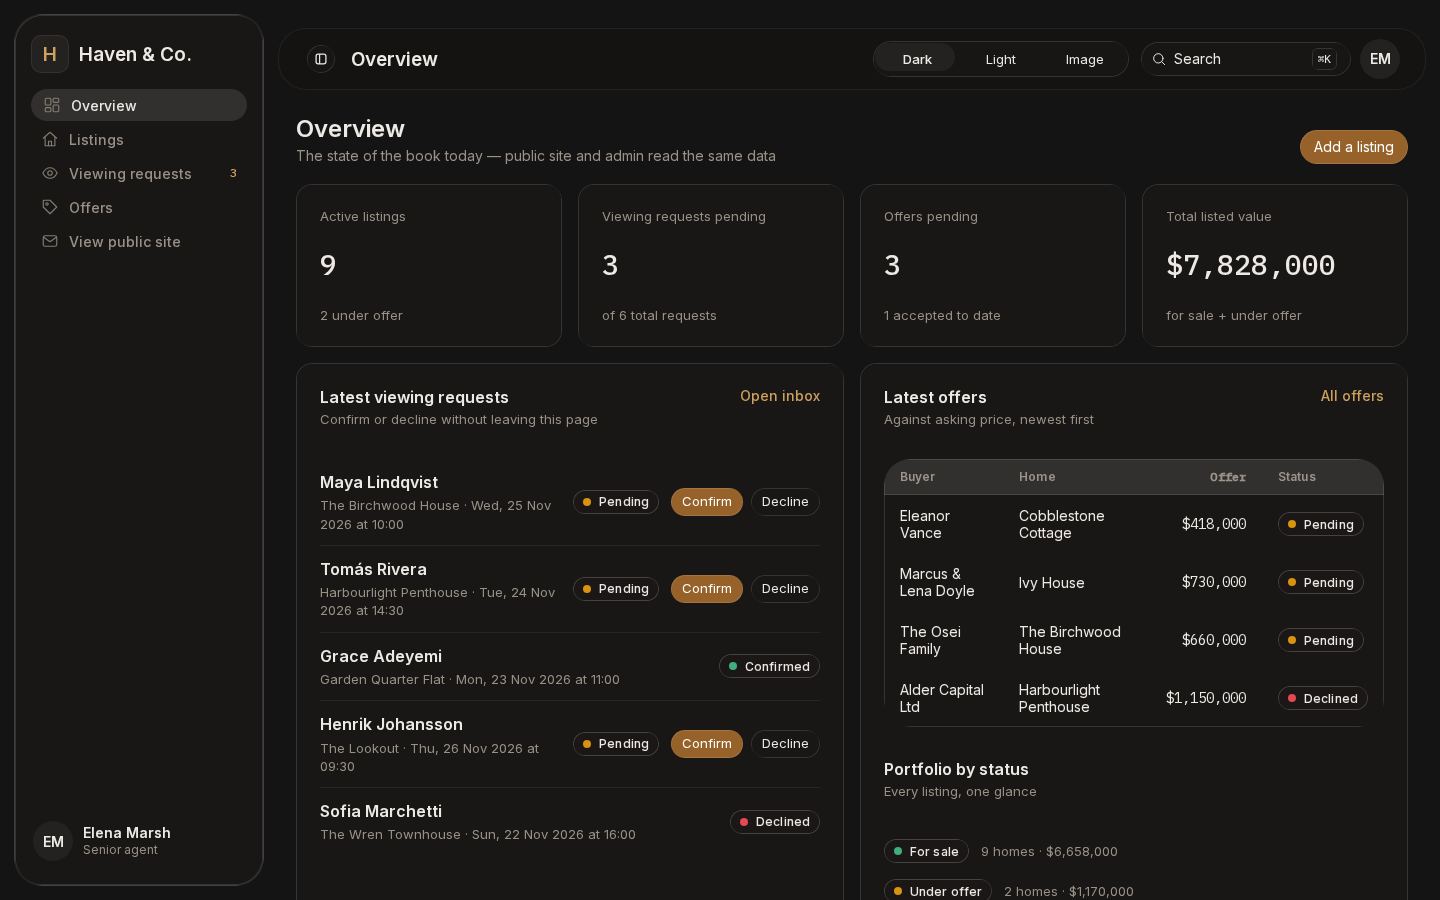 H
Haven & Co.
Overview
Listings
Viewing requests
3
Offers
View public site
EM
Elena Marsh
Senior agent
Overview
Dark
Light
Image
Search
⌘K
EM
Overview
The state of the book today — public site and admin read the same data
Add a listing
Active listings
9
2 under offer
Viewing requests pending
3
of 6 total requests
Offers pending
3
1 accepted to date
Total listed value
$7,828,000
for sale + under offer
Latest viewing requests
Open inbox
Confirm or decline without leaving this page
Maya Lindqvist
The Birchwood House · Wed, 25 Nov
2026 at 10:00
Pending
Confirm
Decline
Tomás Rivera
Harbourlight Penthouse · Tue, 24 Nov
2026 at 14:30
Pending
Confirm
Decline
Grace Adeyemi
Garden Quarter Flat · Mon, 23 Nov 2026 at 11:00
Confirmed
Henrik Johansson
The Lookout · Thu, 26 Nov 2026 at
09:30
Pending
Confirm
Decline
Sofia Marchetti
The Wren Townhouse · Sun, 22 Nov 2026 at 16:00
Declined
Latest offers
All offers
Against asking price, newest first
Buyer Home Offer Status
Eleanor
Vance
Cobblestone
Cottage
$418,000
Pending
Marcus &
Lena Doyle
Ivy House
$730,000
Pending
The Osei
Family
The Birchwood
House
$660,000
Pending
Alder Capital
Ltd
Harbourlight
Penthouse
$1,150,000
Declined
Portfolio by status
Every listing, one glance
For sale
9 homes · $6,658,000
Under offer
2 homes · $1,170,000